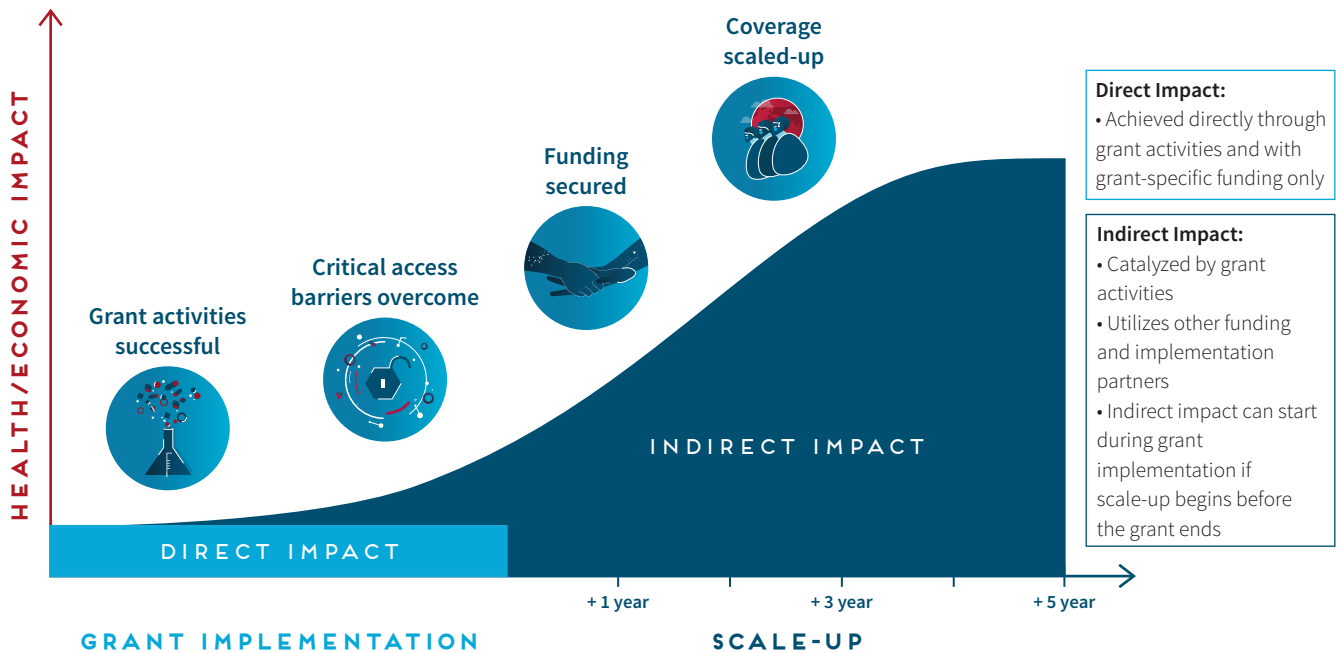 HEALTH/ECONOMIC IMPACT
Grant activities
successful
Critical access
barriers overcome
Funding
secured
Coverage
scaled-up
DIRECT IMPACT
INDIRECT IMPACT
+ 1 year
+ 3 year
+ 5 year
GRANT IMPLEMENTATION
SCALE-UP
Direct Impact:
• Achieved directly through
grant activities and with
grant-specific funding only
Indirect Impact:
• Catalyzed by grant
activities
• Utilizes other funding
and implementation
partners
• Indirect impact can start
during grant
implementation if
scale-up begins before
the grant ends